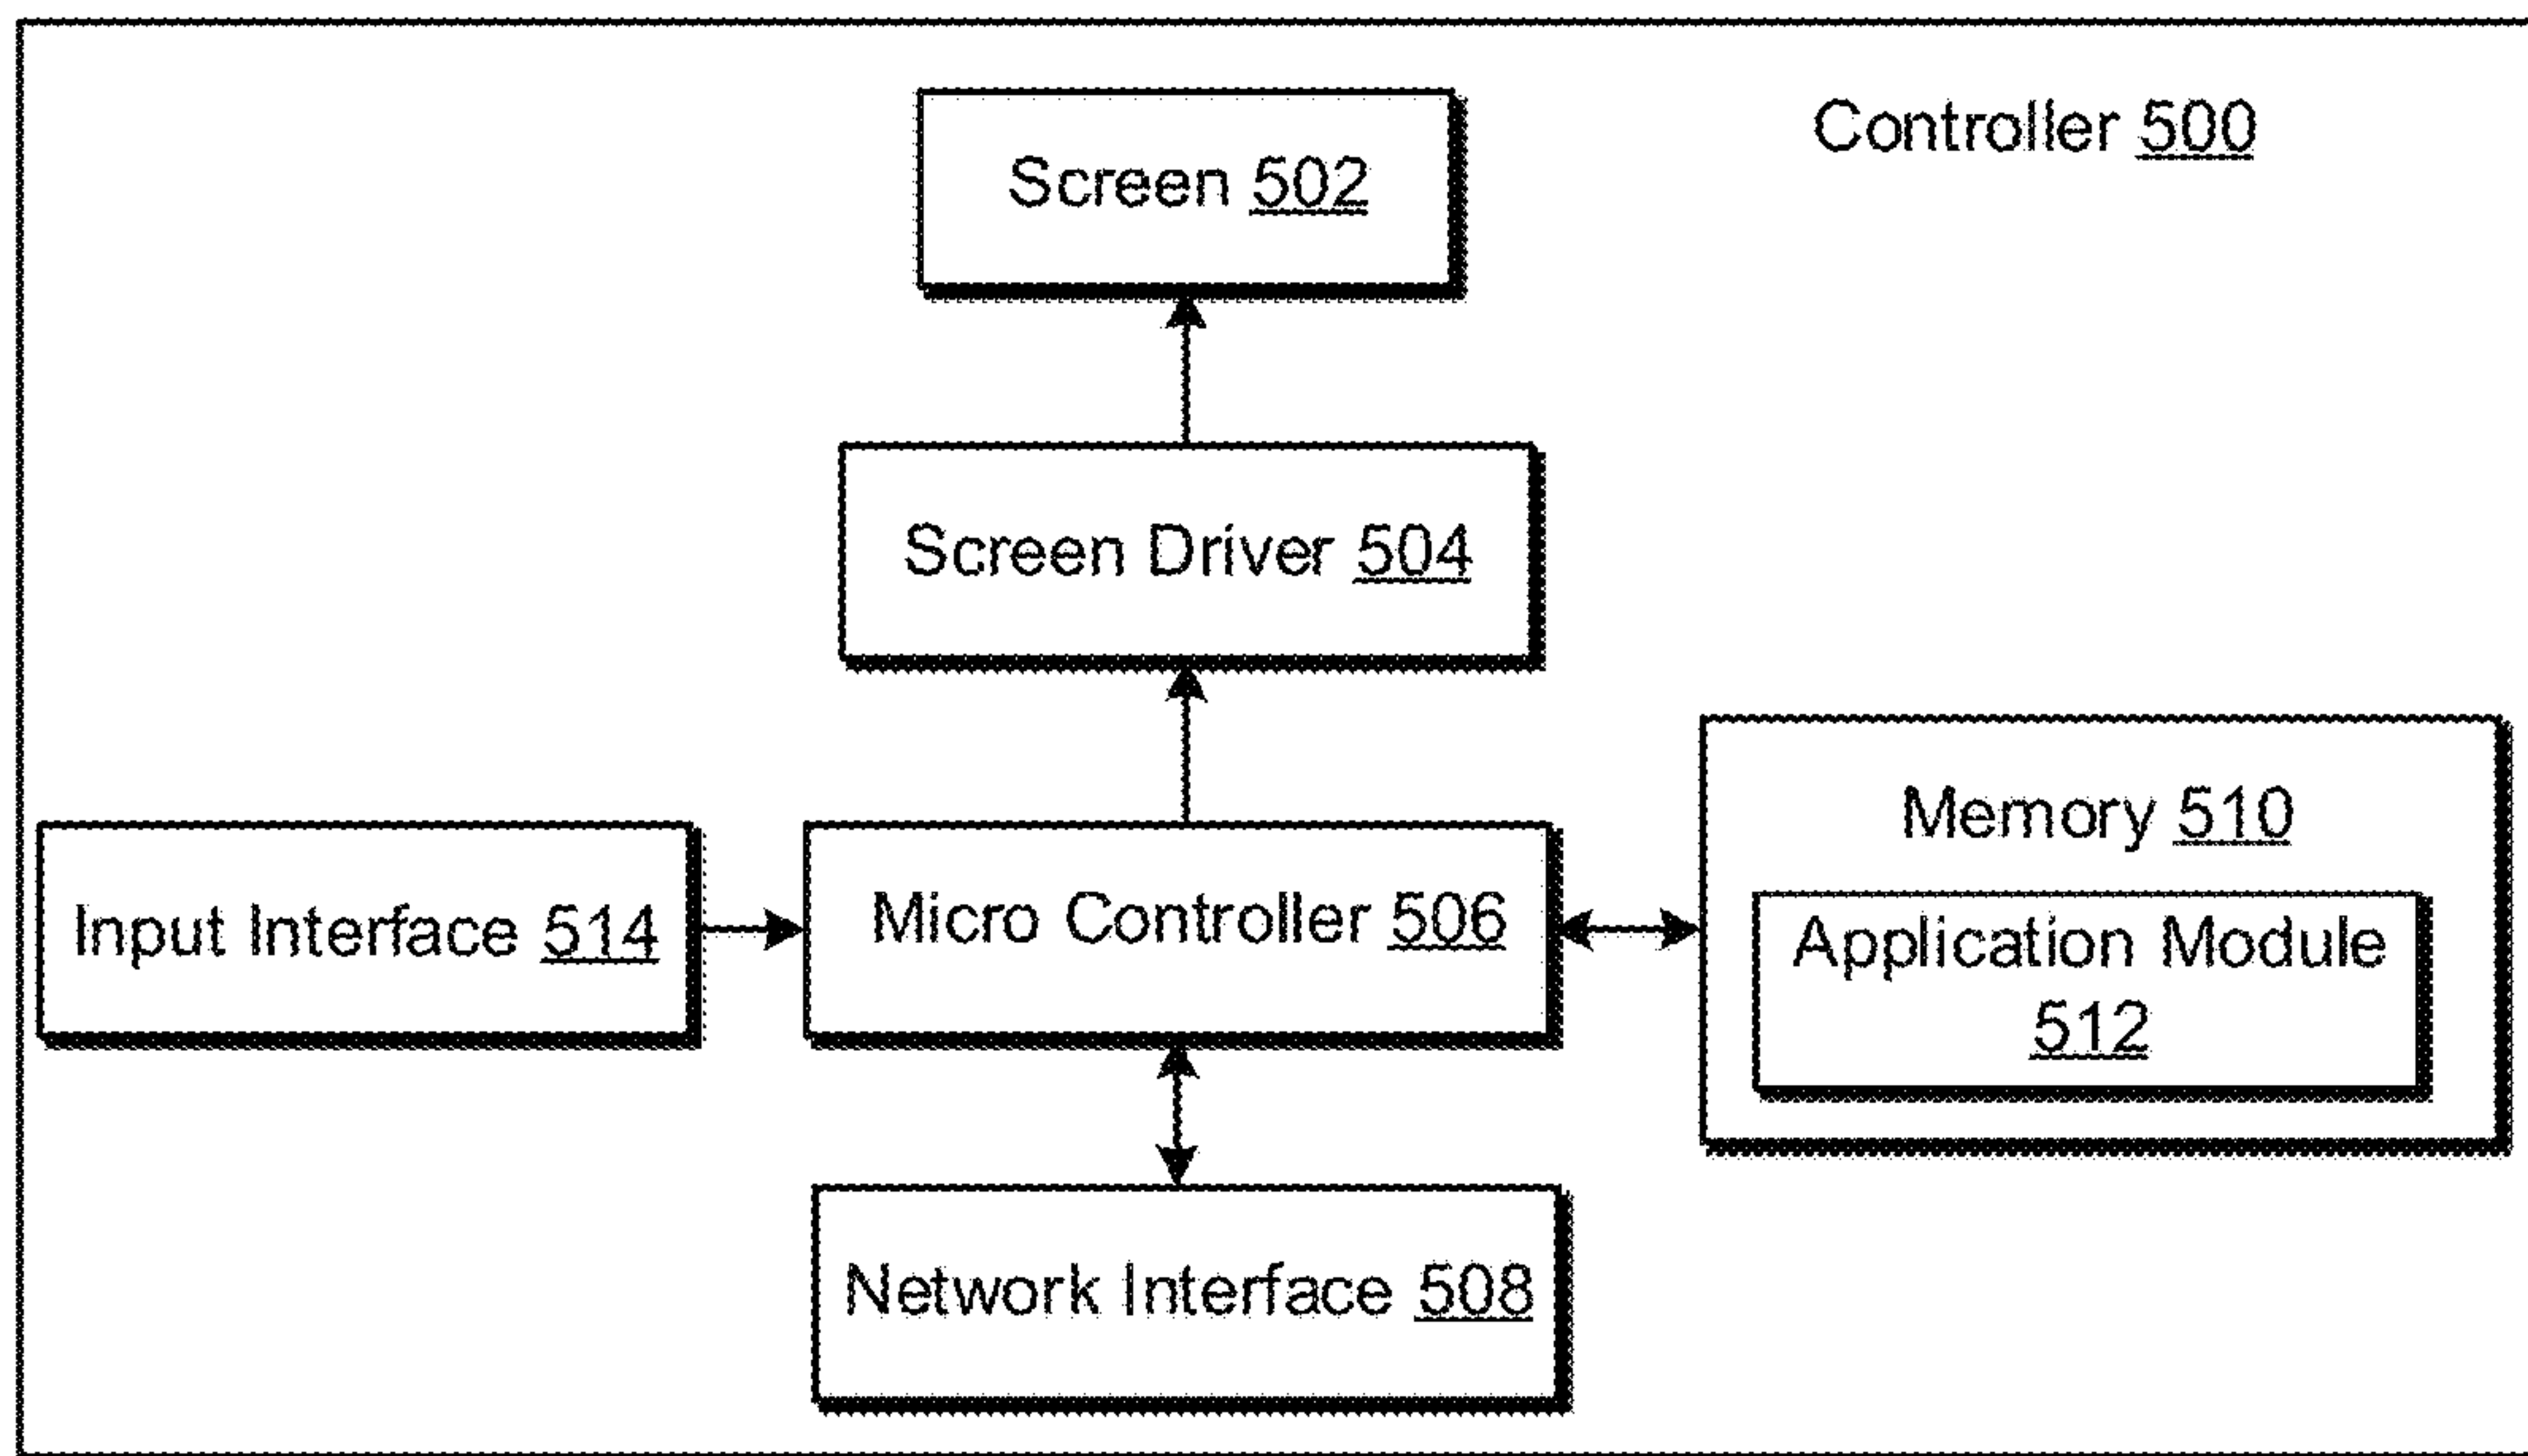 Controller 500
Screen 502
Screen Driver 504
Memory 510
Input Interface 514
Micro Controller 506
Application Module
512
Network Interface 508